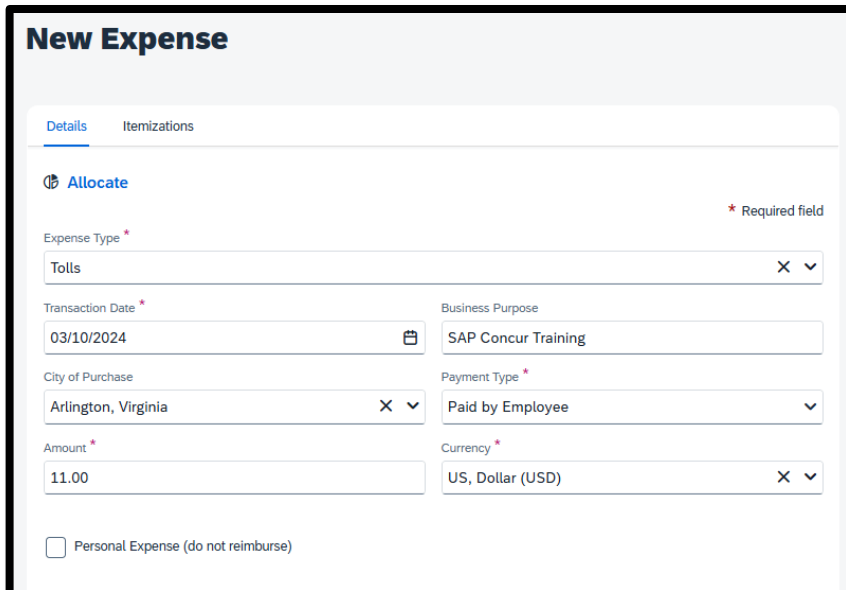 New Expense
Details Itemizations
Allocate
* Required field
Expense Type *
Tolls
Transaction Date * Business Purpose
03/10/2024 SAP Concur Training
City of Purchase Payment Type *
Arlington, Virginia Paid by Employee
Amount * Currency *
11.00 US, Dollar (USD)
Personal Expense (do not reimburse)